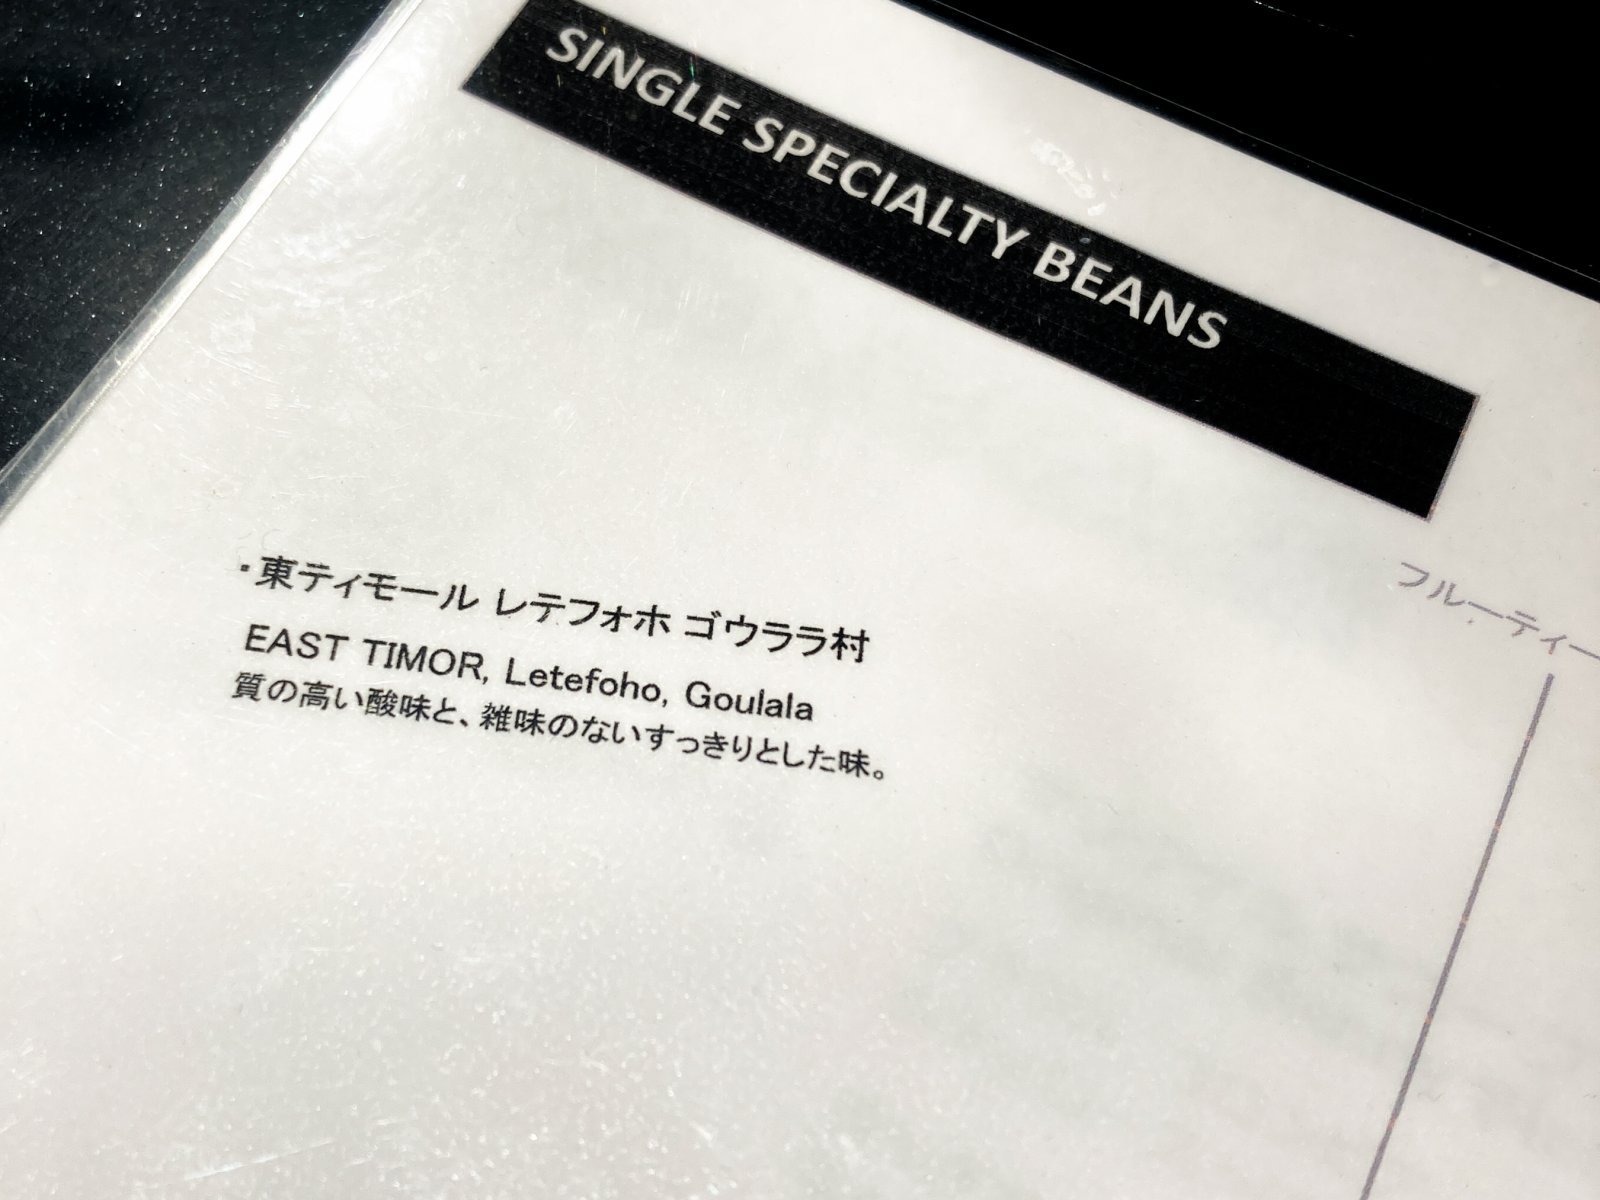 SINGLE SPECIALTY BEANS
フルーティー
・東ティモール レテフォホ ゴウララ村
EAST TIMOR, Letefoho, Goulala
質の高い酸味と、雑味のないすっきりとした味。